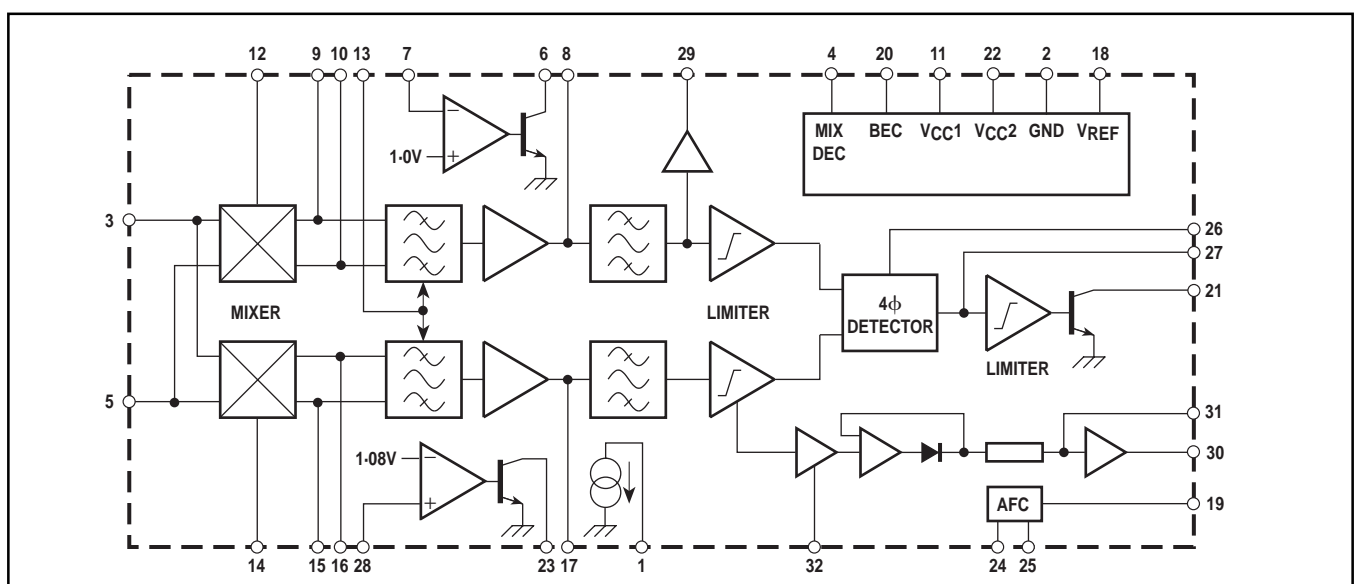 12 9 10 13 7 6 8 29 4 20 11 22 2 18
MIX DEC
BEC
VCC1
VCC2
GND
VREF
−
+
1·0V
3
26
27
21
MIXER
LIMITER
4ϕ
DETECTOR
LIMITER
5
31
30
1·08V
−
+
AFC
19
14 15 16 28 23 17 1 32 24 25